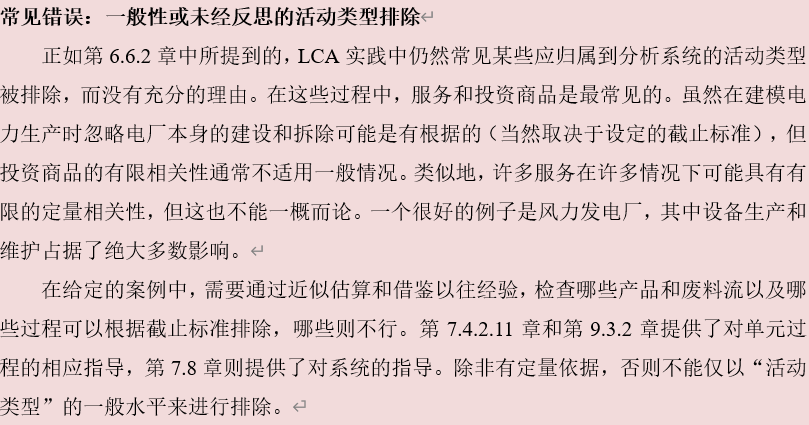 常见错误：一般性或未经反思的活动类型排除↵
正如第 6.6.2 章中所提到的，LCA 实践中仍然常见某些应归属到分析系统的活动类型
被排除，而没有充分的理由。在这些过程中，服务和投资商品是最常见的。虽然在建模电
力生产时忽略电厂本身的建设和拆除可能是有根据的（当然取决于设定的截止标准），但
投资商品的有限相关性通常不适用一般情况。类似地，许多服务在许多情况下可能具有有
限的定量相关性，但这也不能一概而论。一个很好的例子是风力发电厂，其中设备生产和
维护占据了绝大多数影响。↵
在给定的案例中，需要通过近似估算和借鉴以往经验，检查哪些产品和废料流以及哪
些过程可以根据截止标准排除，哪些则不行。第 7.4.2.11 章和第 9.3.2 章提供了对单元过
程的相应指导，第 7.8 章则提供了对系统的指导。除非有定量依据，否则不能仅以“活动
类型”的一般水平来进行排除。↵